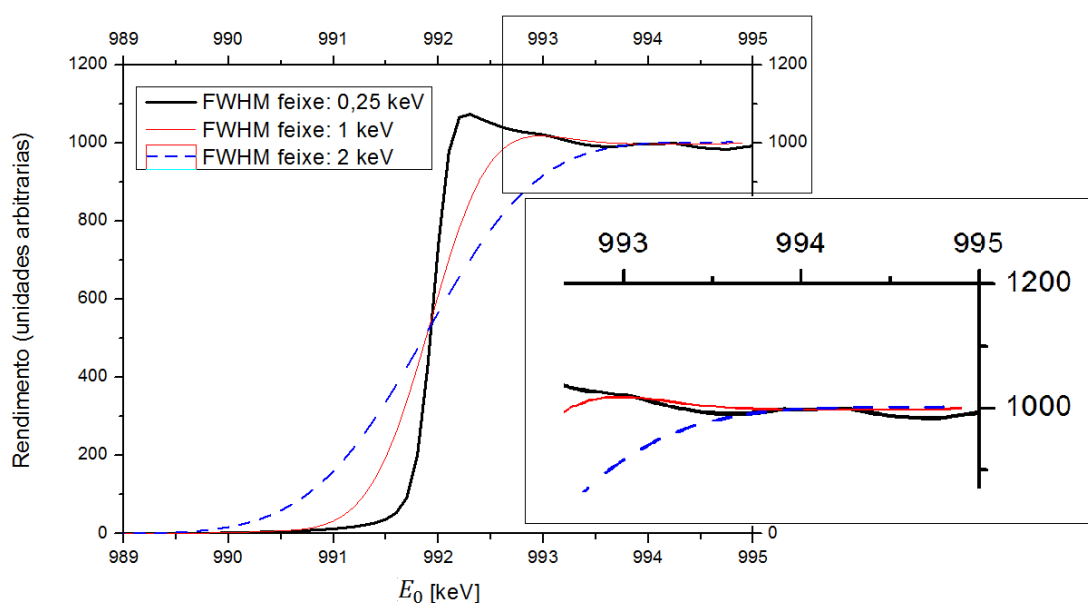 989 990 991 992 993 994 995
1200 1200
FWHM feixe: 0,25 keV
FWHM feixe: 1 keV
FWHM feixe: 2 keV
1000 1000
800
600
400
200
0 0
989 990 991 992 993 994 995
E₀ [keV]
Rendimento (unidades arbitrarias)
993 994 995
1200
1000